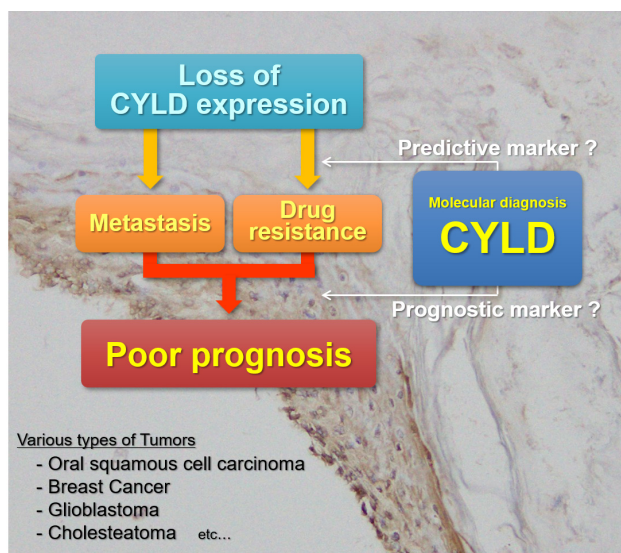 Loss of
CYLD expression
Predictive marker ?
Molecular diagnosis
CYLD
Metastasis
Drug
resistance
Prognostic marker ?
Poor prognosis
Various types of Tumors
- Oral squamous cell carcinoma
- Breast Cancer
- Glioblastoma
- Cholesteatoma etc...